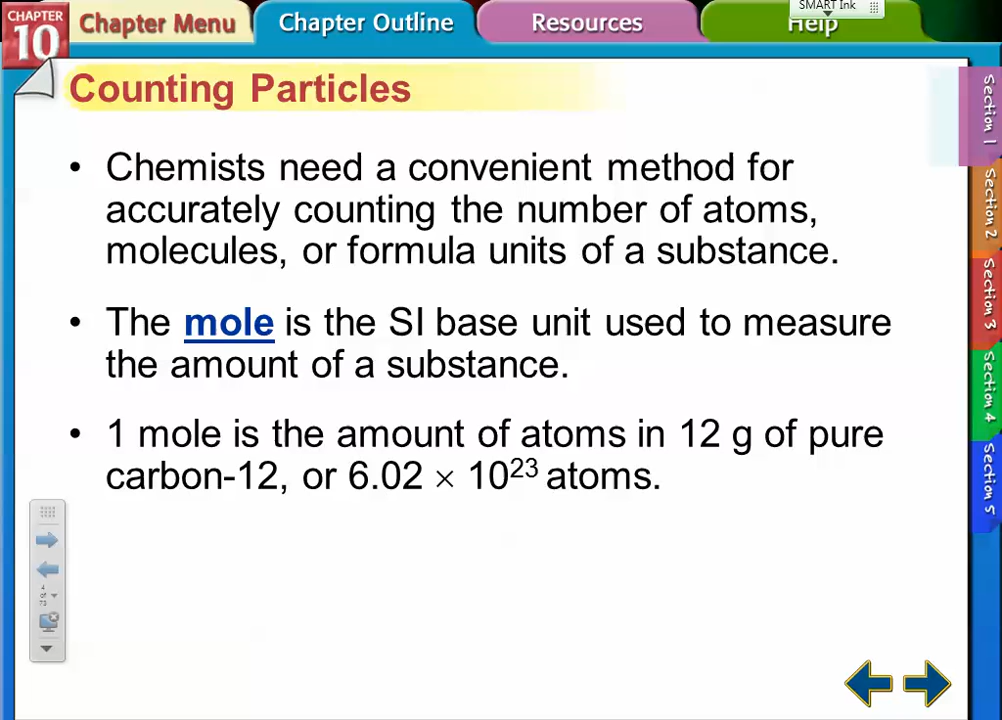 CHAPTER
10
Chapter Menu
Chapter Outline
Resources
Help
SMART Ink
Counting Particles
• Chemists need a convenient method for
accurately counting the number of atoms,
molecules, or formula units of a substance.
• The mole is the SI base unit used to measure
the amount of a substance.
• 1 mole is the amount of atoms in 12 g of pure
carbon-12, or 6.02 × 10²³ atoms.
Section 1
Section 2
Section 3
Section 4
Section 5
4
of
73